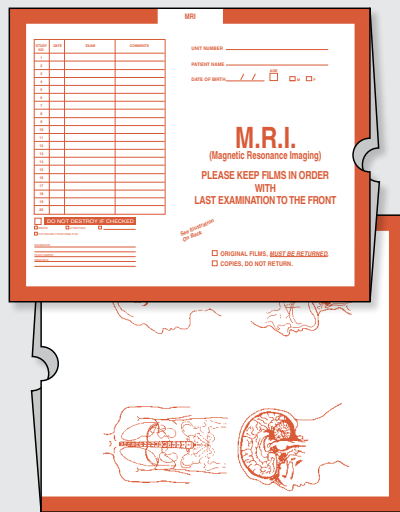 MRI
STUDY NO. DATE EXAM COMMENTS
1
2
3
4
5
6
7
8
9
10
11
12
13
14
15
16
17
18
19
20
DO NOT DESTROY IF CHECKED
UNIT NUMBER
PATIENT NAME
DATE OF BIRTH / / AGE M F
M.R.I.
(Magnetic Resonance Imaging)
PLEASE KEEP FILMS IN ORDER
WITH
LAST EXAMINATION TO THE FRONT
See Illustration
On Back
ORIGINAL FILMS, MUST BE RETURNED.
COPIES, DO NOT RETURN.